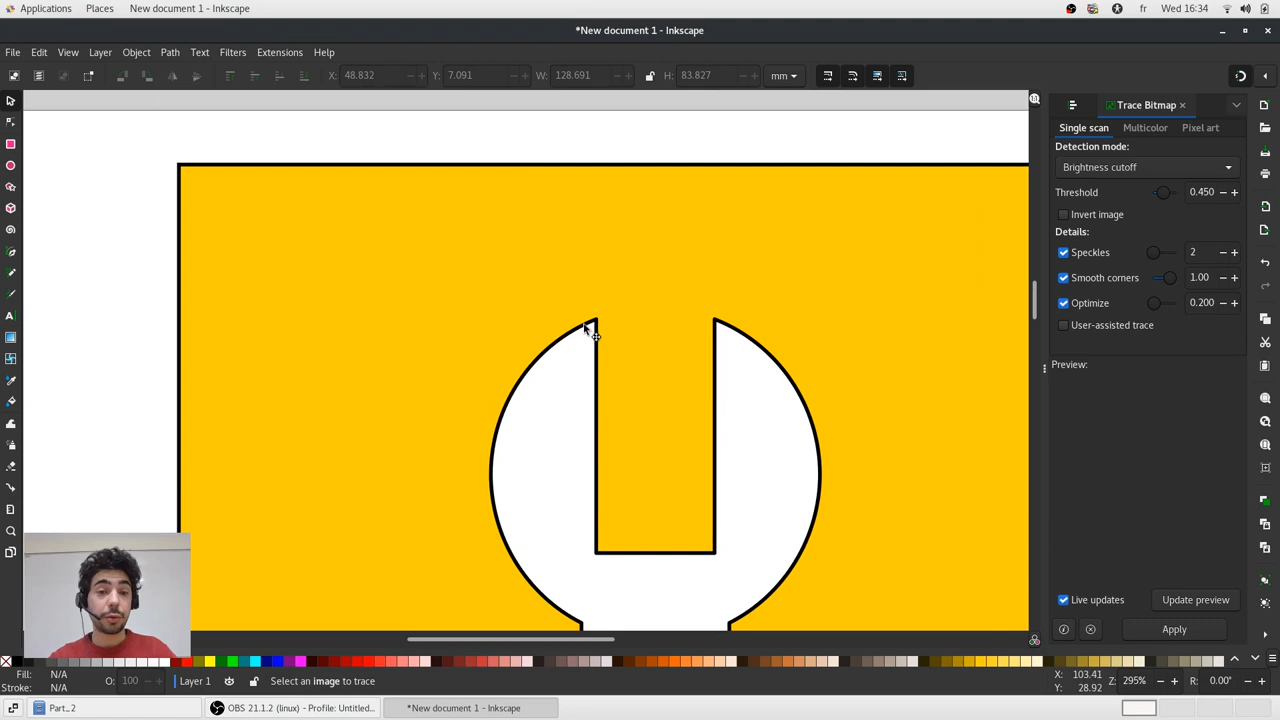 Applications Places New document 1 - Inkscape fr Wed 16:34
*New document 1 - Inkscape
File Edit View Layer Object Path Text Filters Extensions Help
X: 48.832 - + Y: 7.091 - + W: 128.691 - + H: 83.827 - + mm
Trace Bitmap ×
Single scan Multicolor Pixel art
Detection mode:
Brightness cutoff
Threshold 0.450 - +
Invert image
Details:
Speckles 2 - +
Smooth corners 1.00 - +
Optimize 0.200 - +
User-assisted trace
Preview:
Live updates Update preview
Apply
Fill: N/A
Stroke: N/A
O: 100 - + Layer 1 Select an image to trace
X: 103.41
Y: 28.92
Z: 295% - + R: 0.00° - +
Part_2 OBS 21.1.2 (linux) - Profile: Untitled... *New document 1 - Inkscape